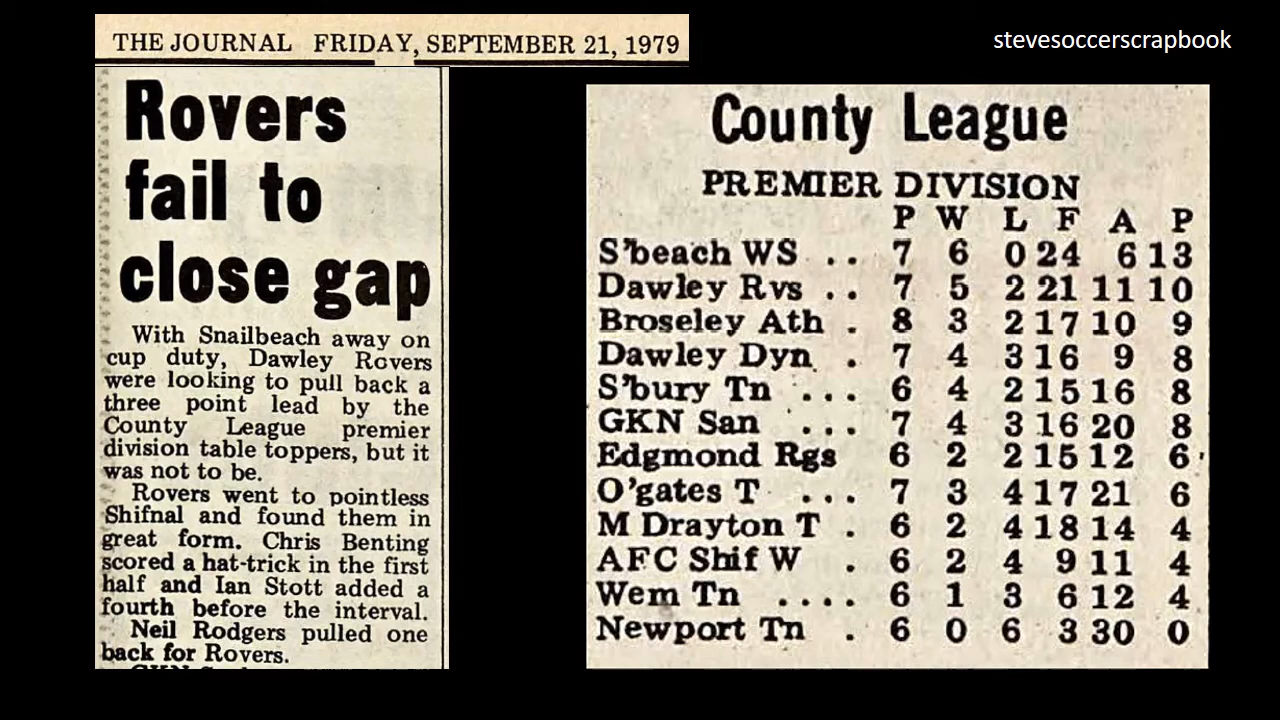 THE JOURNAL FRIDAY, SEPTEMBER 21, 1979
stevesoccerscrapbook
Rovers
fail to
close gap
With Snailbeach away on
cup duty, Dawley Rovers
were looking to pull back a
three point lead by the
County League premier
division table toppers, but it
was not to be.
Rovers went to pointless
Shifnal and found them in
great form. Chris Benting
scored a hat-trick in the first
half and Ian Stott added a
fourth before the interval.
Neil Rodgers pulled one
back for Rovers.
County League
PREMIER DIVISION
P W L F A P
S'beach WS .. 7 6 0 24 6 13
Dawley Rvs .. 7 5 2 21 11 10
Broseley Ath . 8 3 2 17 10 9
Dawley Dyn . 7 4 3 16 9 8
S'bury Tn ... 6 4 2 15 16 8
GKN San ... 7 4 3 16 20 8
Edgmond Rgs 6 2 2 15 12 6
O'gates T ... 7 3 4 17 21 6
M Drayton T . 6 2 4 18 14 4
AFC Shif W . 6 2 4 9 11 4
Wem Tn .... 6 1 3 6 12 4
Newport Tn . 6 0 6 3 30 0